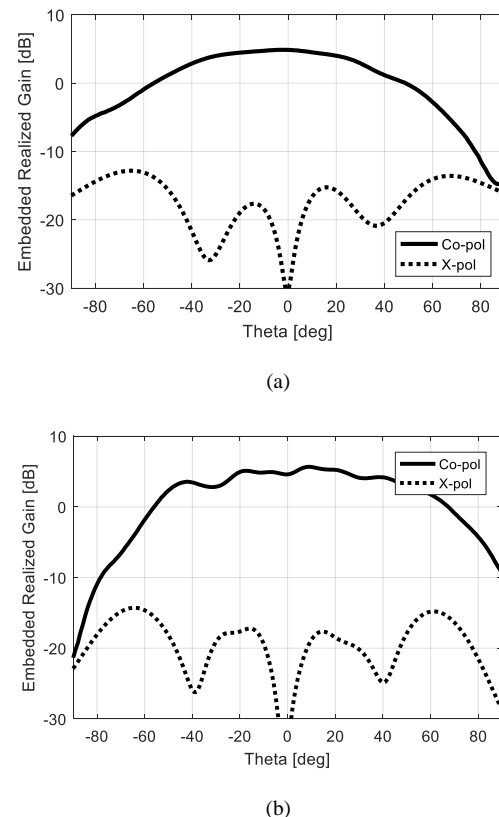 10
0
-10
-20
-30
Embedded Realized Gain [dB]
Co-pol
X-pol
-80 -60 -40 -20 0 20 40 60 80
Theta [deg]
(a)
10
0
-10
-20
-30
Embedded Realized Gain [dB]
Co-pol
X-pol
-80 -60 -40 -20 0 20 40 60 80
Theta [deg]
(b)